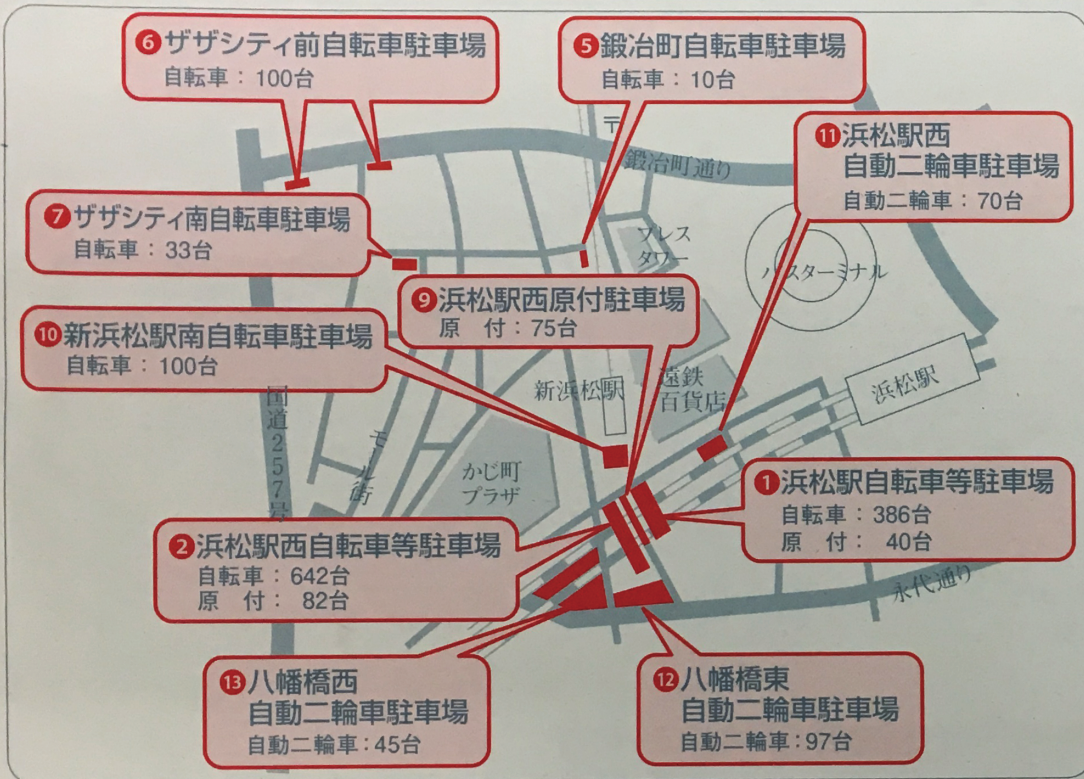 ❻ザザシティ前自転車駐車場
自転車：100台
❺鍛冶町自転車駐車場
自転車：10台
〒
鍛冶町通り
⓫浜松駅西
自動二輪車駐車場
自動二輪車：70台
❼ザザシティ南自転車駐車場
自転車：33台
プレス
タワー
バスターミナル
❾浜松駅西原付駐車場
原　付：75台
❿新浜松駅南自転車駐車場
自転車：100台
新浜松駅
遠鉄
百貨店
浜松駅
国道257号
モール街
かじ町
プラザ
❶浜松駅自転車等駐車場
自転車：386台
原　付：40台
❷浜松駅西自転車等駐車場
自転車：642台
原　付：82台
永代通り
⓭八幡橋西
自動二輪車駐車場
自動二輪車：45台
⓬八幡橋東
自動二輪車駐車場
自動二輪車：97台